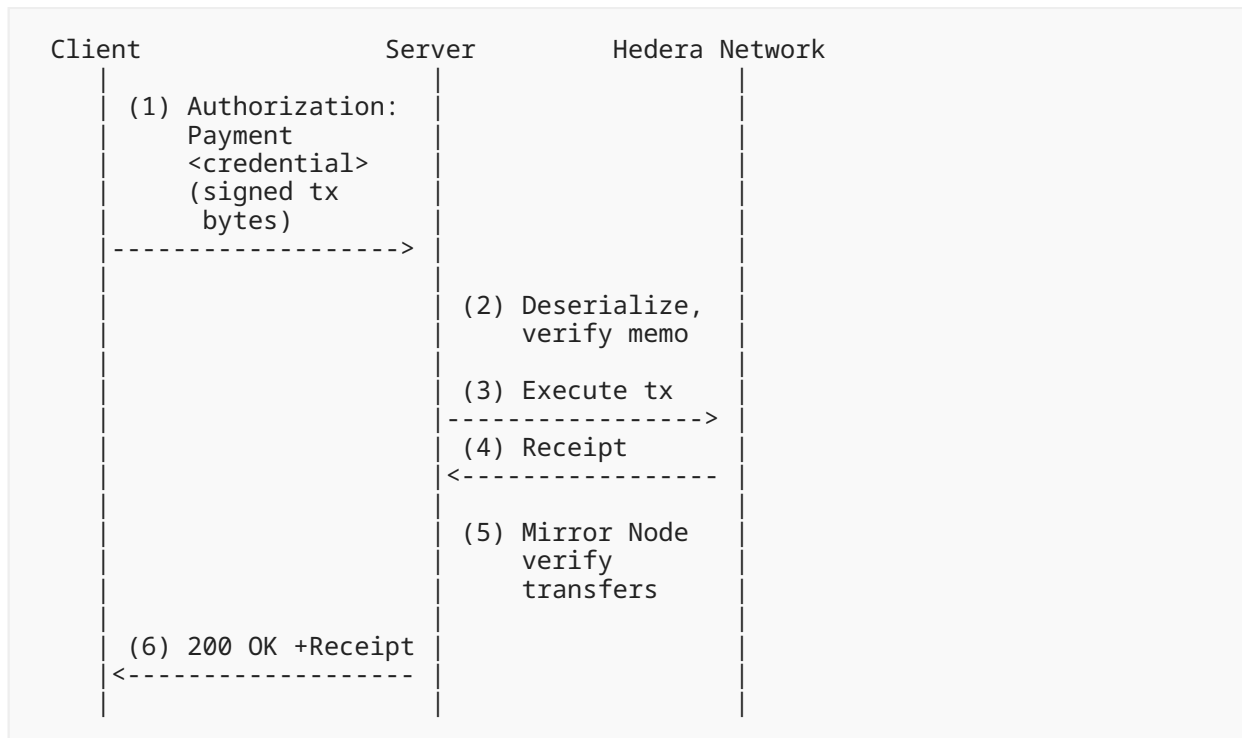 Client Server Hedera Network
(1) Authorization:
Payment
<credential>
(signed tx
bytes)
(2) Deserialize,
verify memo
(3) Execute tx
(4) Receipt
(5) Mirror Node
verify
transfers
(6) 200 OK +Receipt